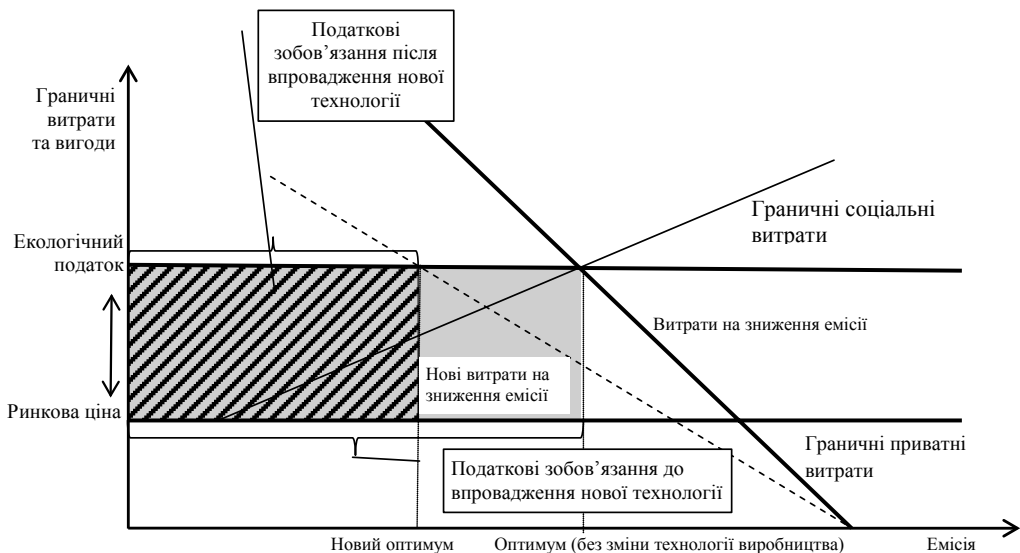 Податкові
зобов’язання після
впровадження нової
технології
Граничні
витрати
та вигоди
Граничні соціальні
витрати
Екологічний
податок
Витрати на зниження емісії
Нові витрати на
зниження емісії
Ринкова ціна
Граничні приватні
витрати
Податкові зобов’язання до
впровадження нової технології
Новий оптимум
Оптимум (без зміни технології виробництва)
Емісія